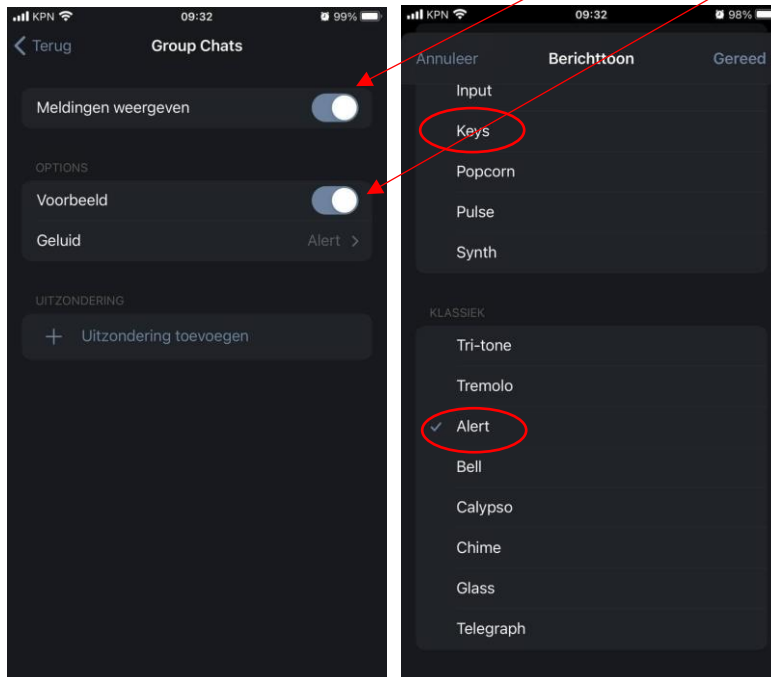 KPN 09:32 99%
Terug Group Chats
Meldingen weergeven
OPTIONS
Voorbeeld
Geluid Alert
UITZONDERING
+ Uitzondering toevoegen
KPN 09:32 98%
Annuleer Berichttoon Gereed
Input
Keys
Popcorn
Pulse
Synth
KLASSIEK
Tri-tone
Tremolo
Alert
Bell
Calypso
Chime
Glass
Telegraph